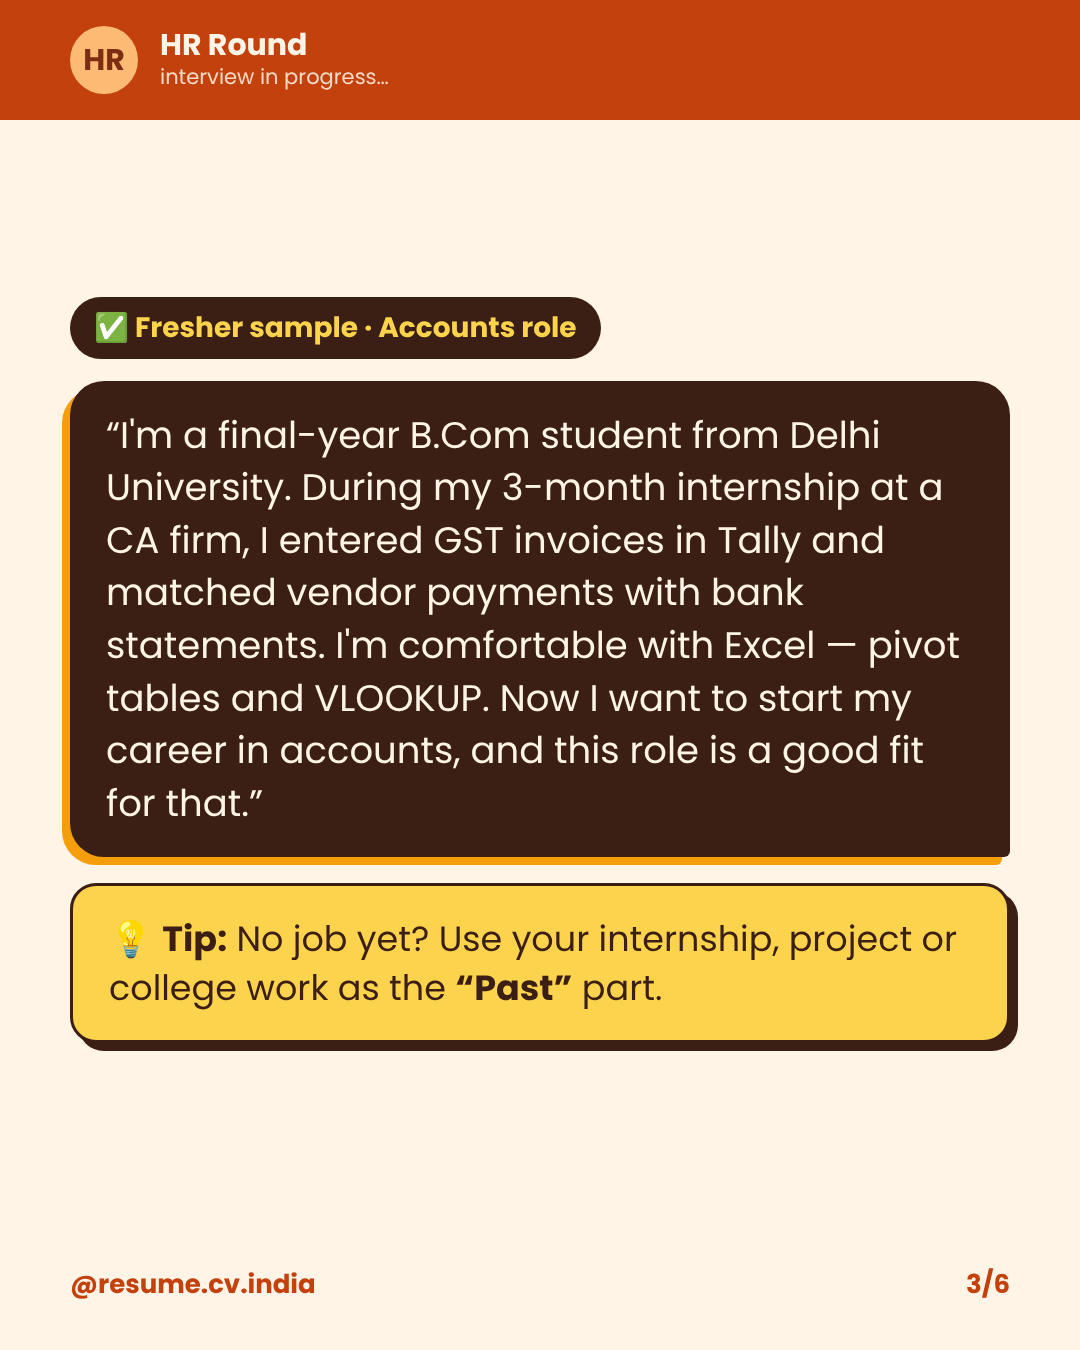 HR
HR Round
interview in progress...
✅ Fresher sample · Accounts role
“I'm a final-year B.Com student from Delhi
University. During my 3-month internship at a
CA firm, I entered GST invoices in Tally and
matched vendor payments with bank
statements. I'm comfortable with Excel — pivot
tables and VLOOKUP. Now I want to start my
career in accounts, and this role is a good fit
for that.”
💡 Tip: No job yet? Use your internship, project or
college work as the “Past” part.
@resume.cv.india
3/6